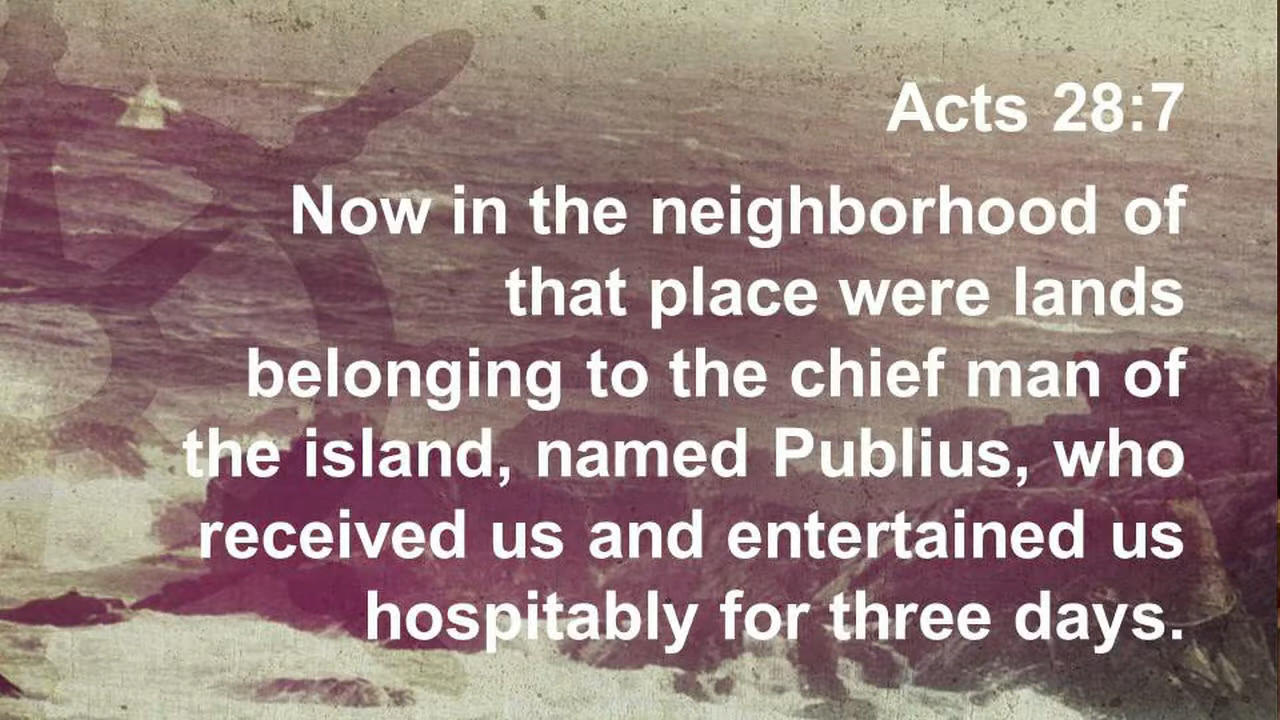 Acts 28:7
Now in the neighborhood of
that place were lands
belonging to the chief man of
the island, named Publius, who
received us and entertained us
hospitably for three days.